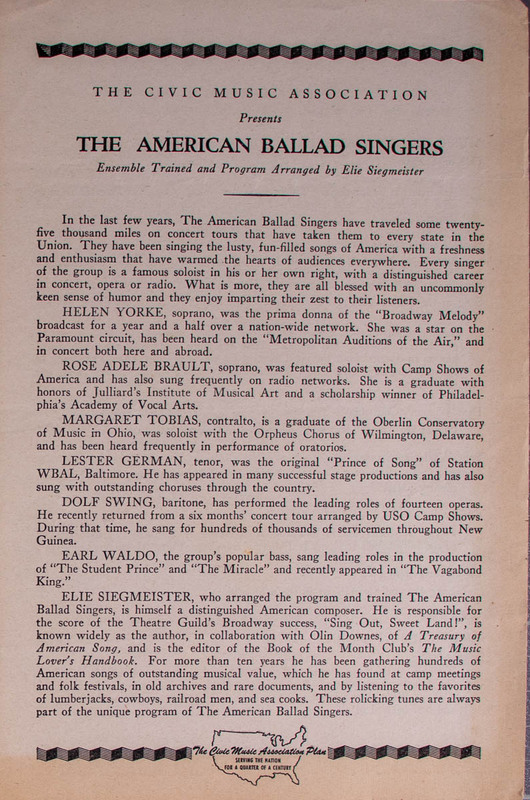 THE CIVIC MUSIC ASSOCIATION
Presents
THE AMERICAN BALLAD SINGERS
Ensemble Trained and Program Arranged by Elie Siegmeister
In the last few years, The American Ballad Singers have traveled some twenty-
five thousand miles on concert tours that have taken them to every state in the
Union. They have been singing the lusty, fun-filled songs of America with a freshness
and enthusiasm that have warmed the hearts of audiences everywhere. Every singer
of the group is a famous soloist in his or her own right, with a distinguished career
in concert, opera or radio. What is more, they are all blessed with an uncommonly
keen sense of humor and they enjoy imparting their zest to their listeners.
HELEN YORKE, soprano, was the prima donna of the "Broadway Melody"
broadcast for a year and a half over a nation-wide network. She was a star on the
Paramount circuit, has been heard on the "Metropolitan Auditions of the Air," and
in concert both here and abroad.
ROSE ADELE BRAULT, soprano, was featured soloist with Camp Shows of
America and has also sung frequently on radio networks. She is a graduate with
honors of Julliard's Institute of Musical Art and a scholarship winner of Philadel-
phia's Academy of Vocal Arts.
MARGARET TOBIAS, contralto, is a graduate of the Oberlin Conservatory
of Music in Ohio, was soloist with the Orpheus Chorus of Wilmington, Delaware,
and has been heard frequently in performance of oratorios.
LESTER GERMAN, tenor, was the original "Prince of Song" of Station
WBAL, Baltimore. He has appeared in many successful stage productions and has also
sung with outstanding choruses through the country.
DOLF SWING, baritone, has performed the leading roles of fourteen operas.
He recently returned from a six months' concert tour arranged by USO Camp Shows.
During that time, he sang for hundreds of thousands of servicemen throughout New
Guinea.
EARL WALDO, the group's popular bass, sang leading roles in the production
of "The Student Prince" and "The Miracle" and recently appeared in "The Vagabond
King."
ELIE SIEGMEISTER, who arranged the program and trained The American
Ballad Singers, is himself a distinguished American composer. He is responsible for
the score of the Theatre Guild's Broadway success, "Sing Out, Sweet Land!", is
known widely as the author, in collaboration with Olin Downes, of A Treasury of
American Song, and is the editor of the Book of the Month Club's The Music
Lover's Handbook. For more than ten years he has been gathering hundreds of
American songs of outstanding musical value, which he has found at camp meetings
and folk festivals, in old archives and rare documents, and by listening to the favorites
of lumberjacks, cowboys, railroad men, and sea cooks. These rolicking tunes are always
part of the unique program of The American Ballad Singers.
The Civic Music Association Plan
SERVING THE NATION
FOR A QUARTER OF A CENTURY